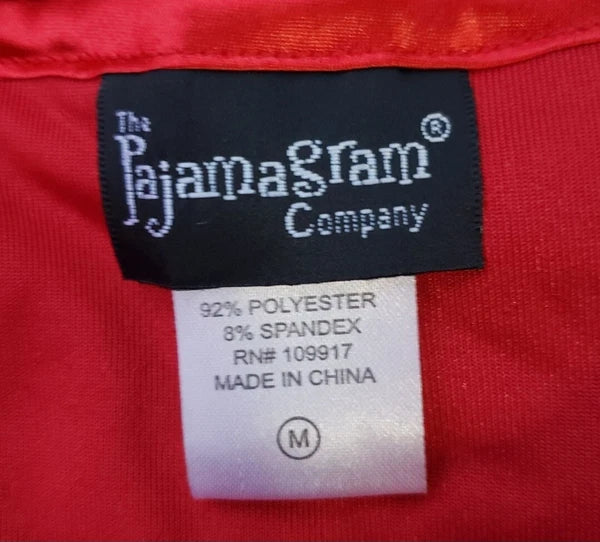 The
Pajamagram®
Company
92% POLYESTER
8% SPANDEX
RN# 109917
MADE IN CHINA
M